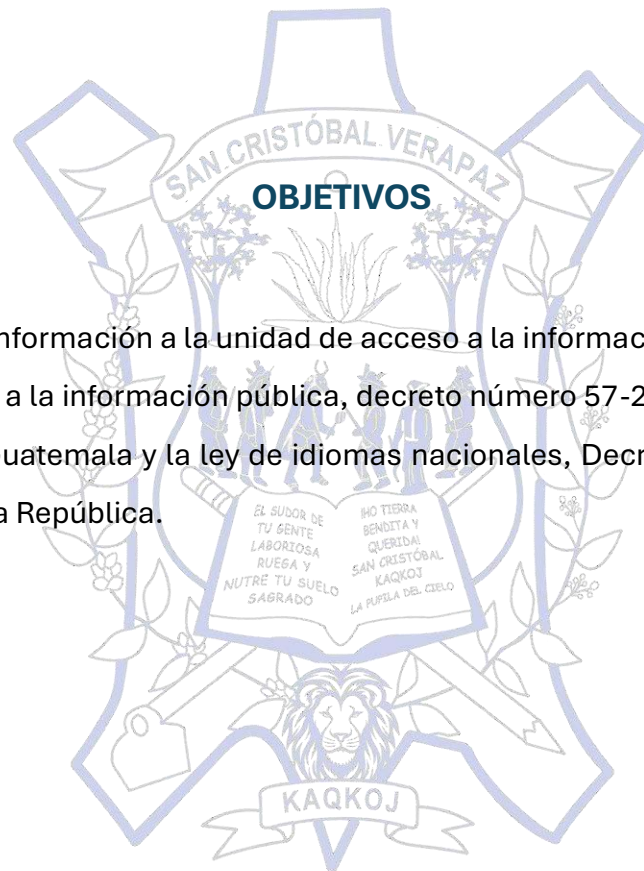 SAN CRISTÓBAL VERAPAZ
OBJETIVOS
nformación a la unidad de acceso a la informac
a a la información pública, decreto número 57-2
Guatemala y la ley de idiomas nacionales, Decr
a República.
EL SUDOR DE
TU GENTE
LABORIOSA
RUEGA Y
NUTRE TU SUELO
SAGRADO
¡HO TIERRA
BENDITA Y
QUERIDA!
SAN CRISTÓBAL
KAQKOJ
LA PUPILA DEL CIELO
KAQKOJ